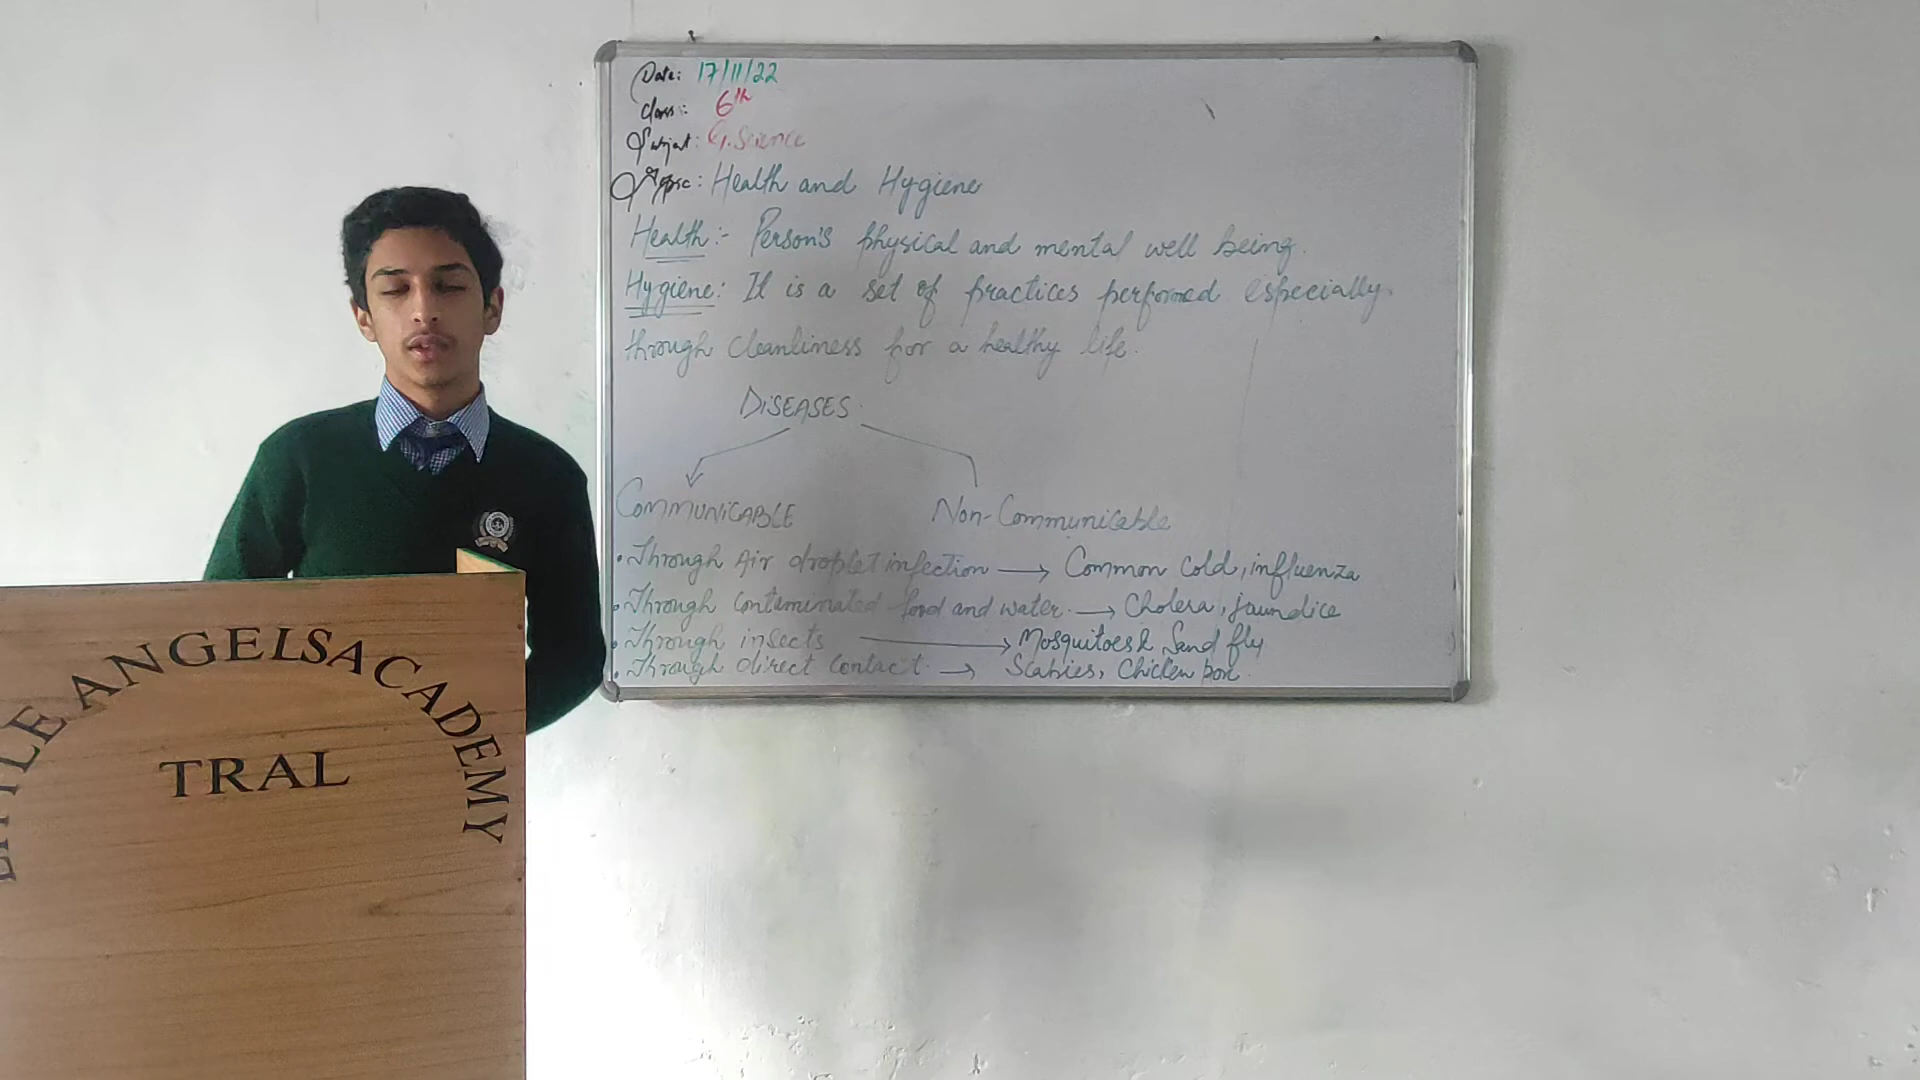 Date: 17/11/22
Class: 6th
Subject: G. Science
Topic: Health and Hygiene
Health:- Person's physical and mental well being.
Hygiene: It is a set of practices performed especially
through cleanliness for a healthy life.
DISEASES
COMMUNICABLE Non-Communicable
• Through Air droplet infection → Common cold, influenza
• Through contaminated food and water. → Cholera, jaundice
• Through insects → Mosquitoes & Sand fly
• Through direct contact. → Scabies, Chicken pox.
LITTLE ANGELS ACADEMY
TRAL